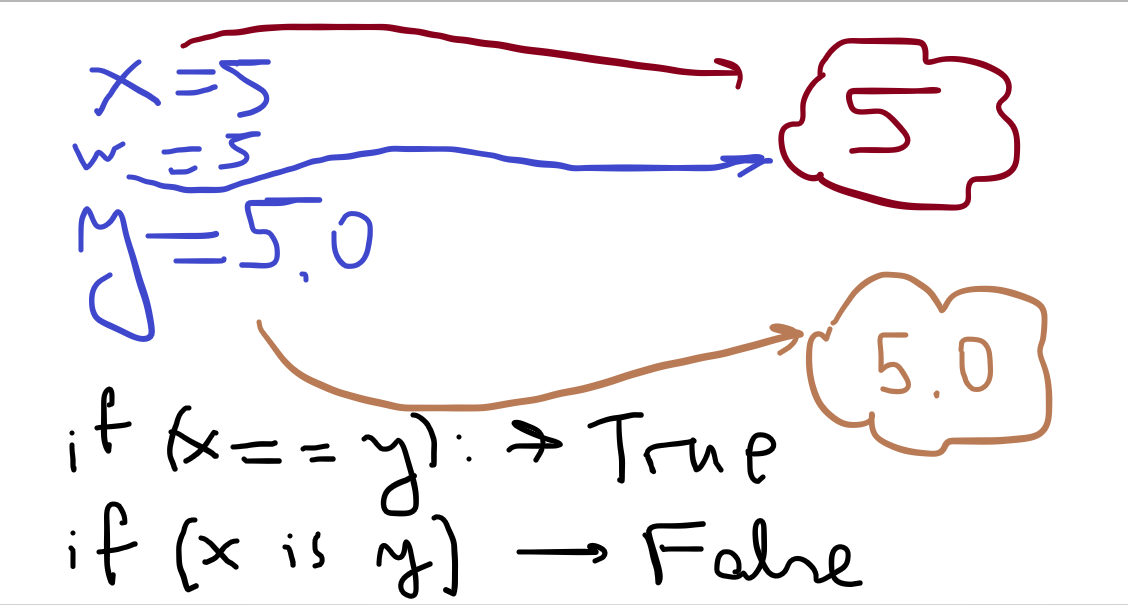 x = 5
5
w = 5
y = 5.0
5.0
if (x == y): → True
if (x is y) → False